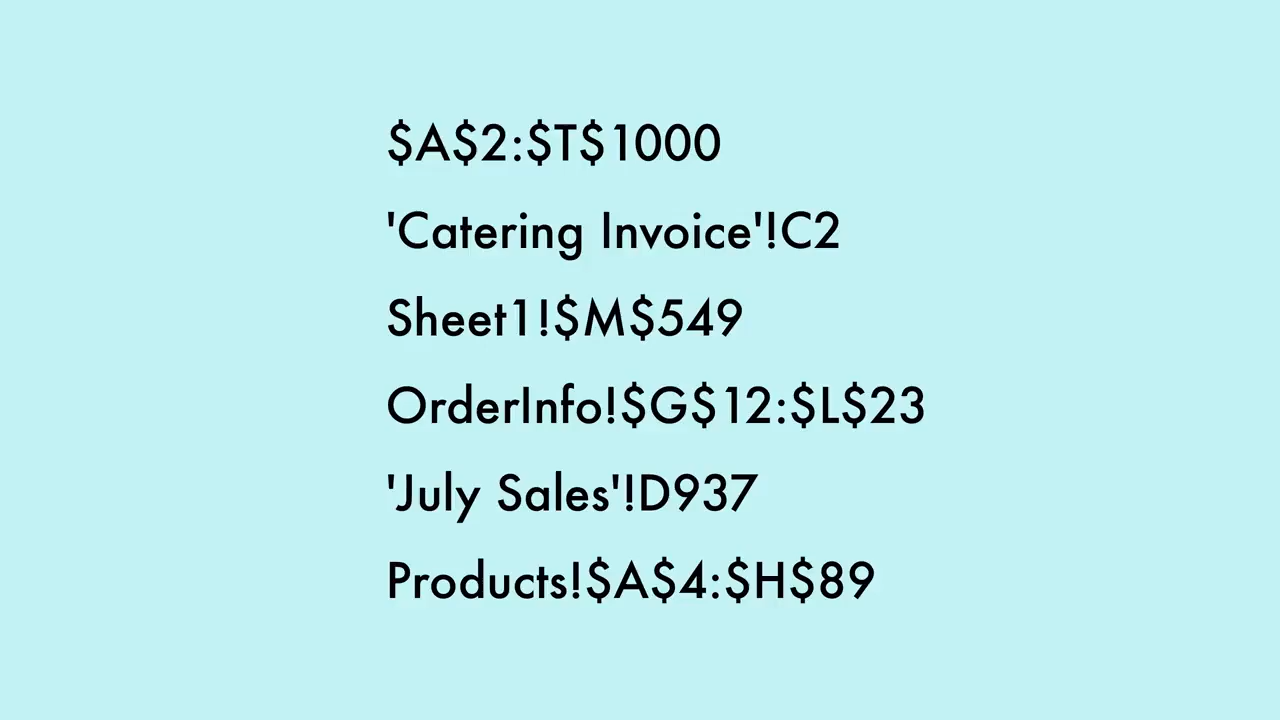 $A$2:$T$1000
'Catering Invoice'!C2
Sheet1!$M$549
OrderInfo!$G$12:$L$23
'July Sales'!D937
Products!$A$4:$H$89